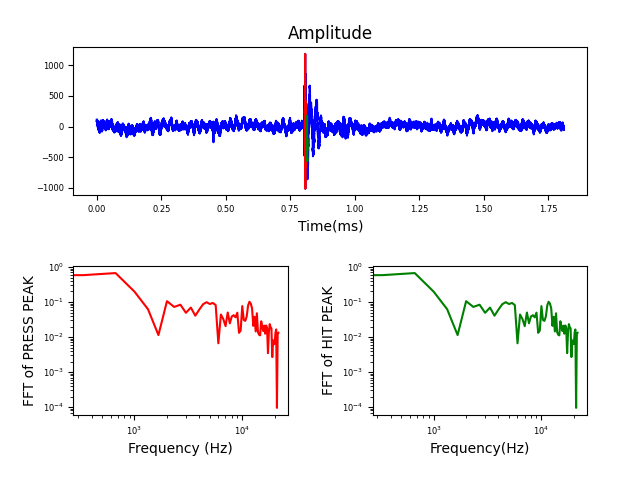 Amplitude
1000
500
0
−500
−1000
0.00 0.25 0.50 0.75 1.00 1.25 1.50 1.75
Time(ms)
FFT of PRESS PEAK
10⁰
10⁻¹
10⁻²
10⁻³
10⁻⁴
10³ 10⁴
Frequency (Hz)
FFT of HIT PEAK
10⁰
10⁻¹
10⁻²
10⁻³
10⁻⁴
10³ 10⁴
Frequency(Hz)